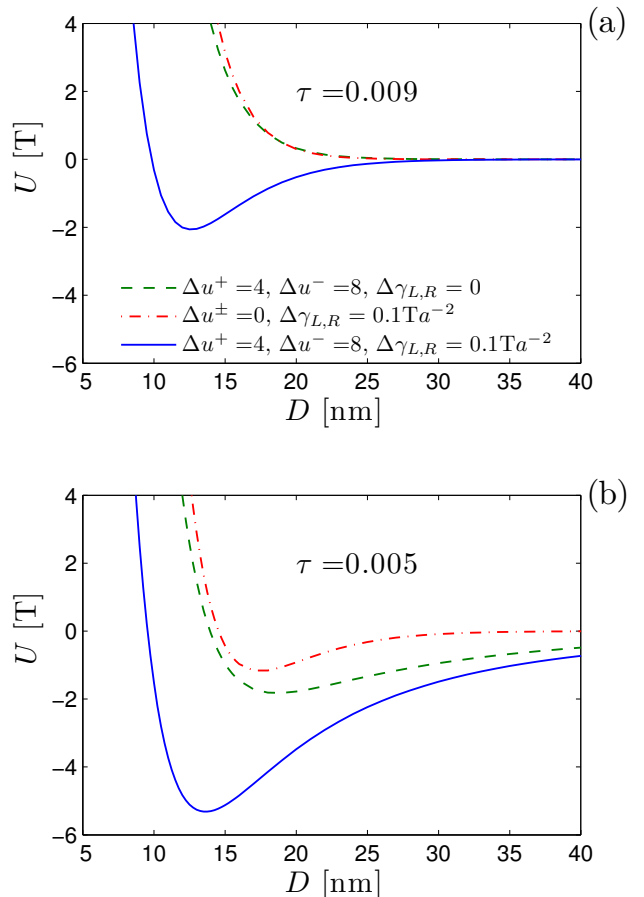 (a)
4
2
0
−2
−4
−6
U [T]
τ =0.009
Δu⁺ =4, Δu⁻ =8, Δγ_{L,R} = 0
Δu^± =0, Δγ_{L,R} = 0.1Ta⁻²
Δu⁺ =4, Δu⁻ =8, Δγ_{L,R} = 0.1Ta⁻²
5 10 15 20 25 30 35 40
D [nm]
(b)
4
2
0
−2
−4
−6
U [T]
τ =0.005
5 10 15 20 25 30 35 40
D [nm]